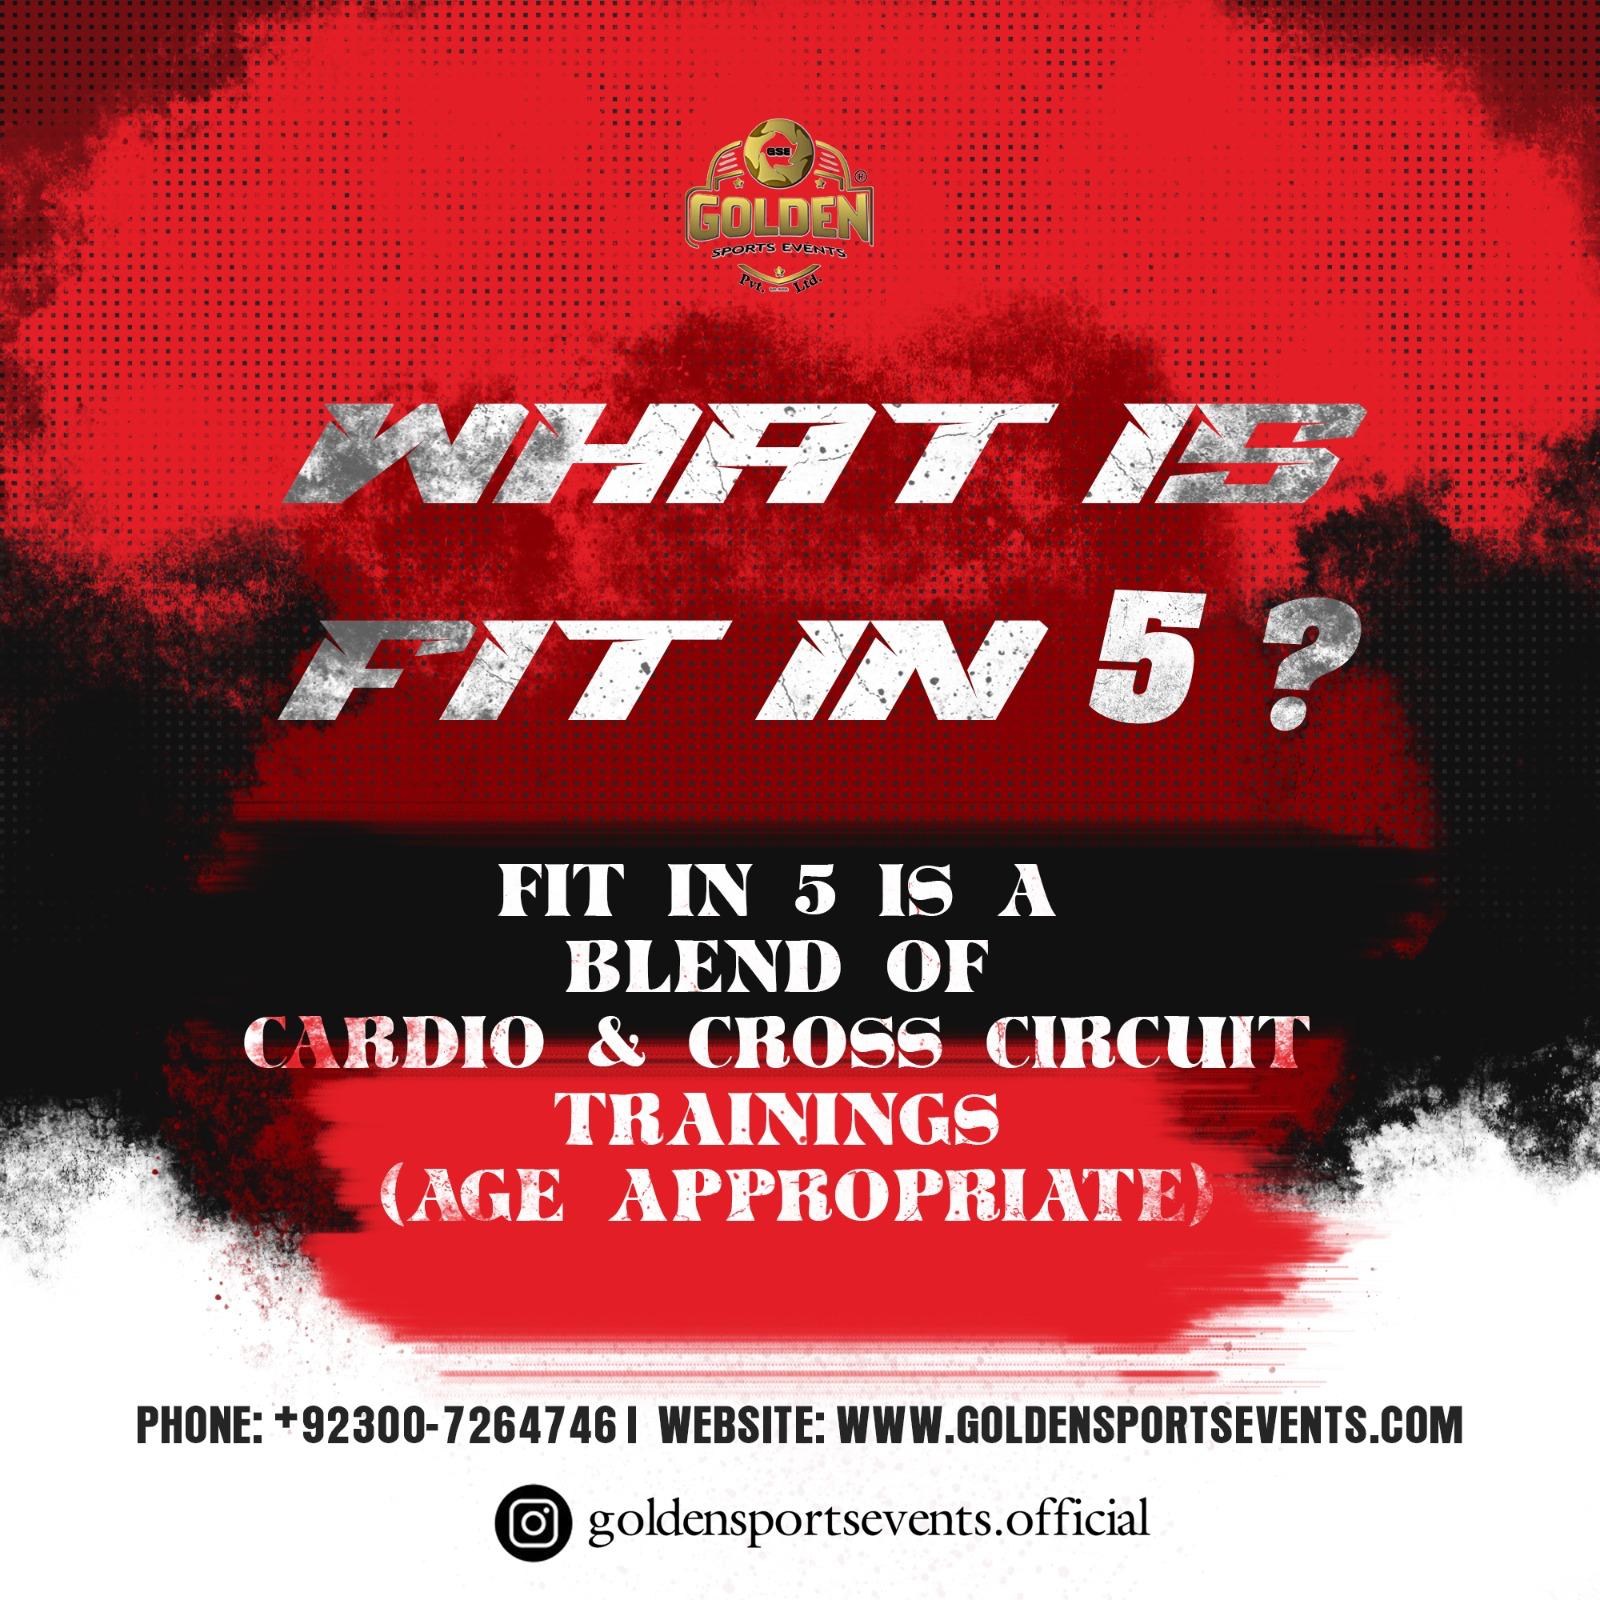 GSE
®
GOLDEN
SPORTS EVENTS
Pvt. Ltd.
WHAT IS
FIT IN 5 ?
FIT IN 5 IS A
BLEND OF
CARDIO & CROSS CIRCUIT
TRAININGS
(AGE APPROPRIATE)
PHONE: +92300-7264746 | WEBSITE: WWW.GOLDENSPORTSEVENTS.COM
goldensportsevents.official